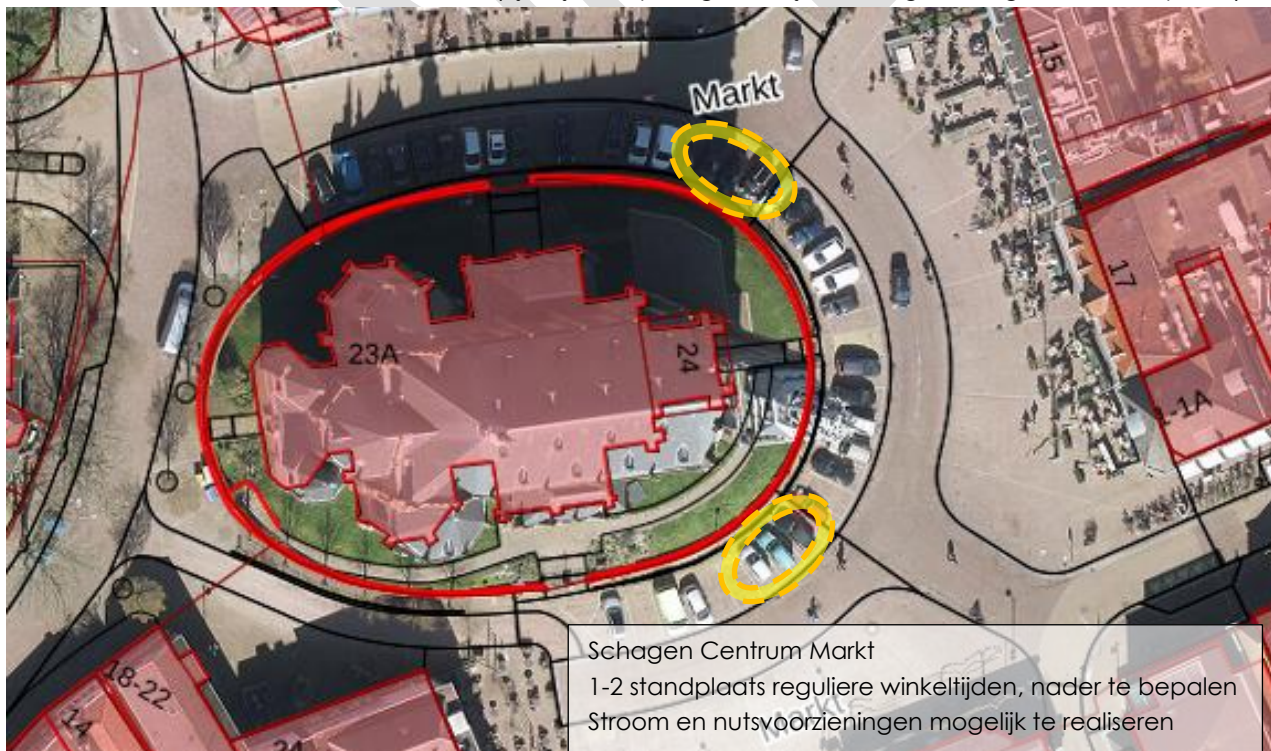 Markt
15
17
1-1A
23A
24
18-22
14
Schagen Centrum Markt
1-2 standplaats reguliere winkeltijden, nader te bepalen
Stroom en nutsvoorzieningen mogelijk te realiseren
Markt